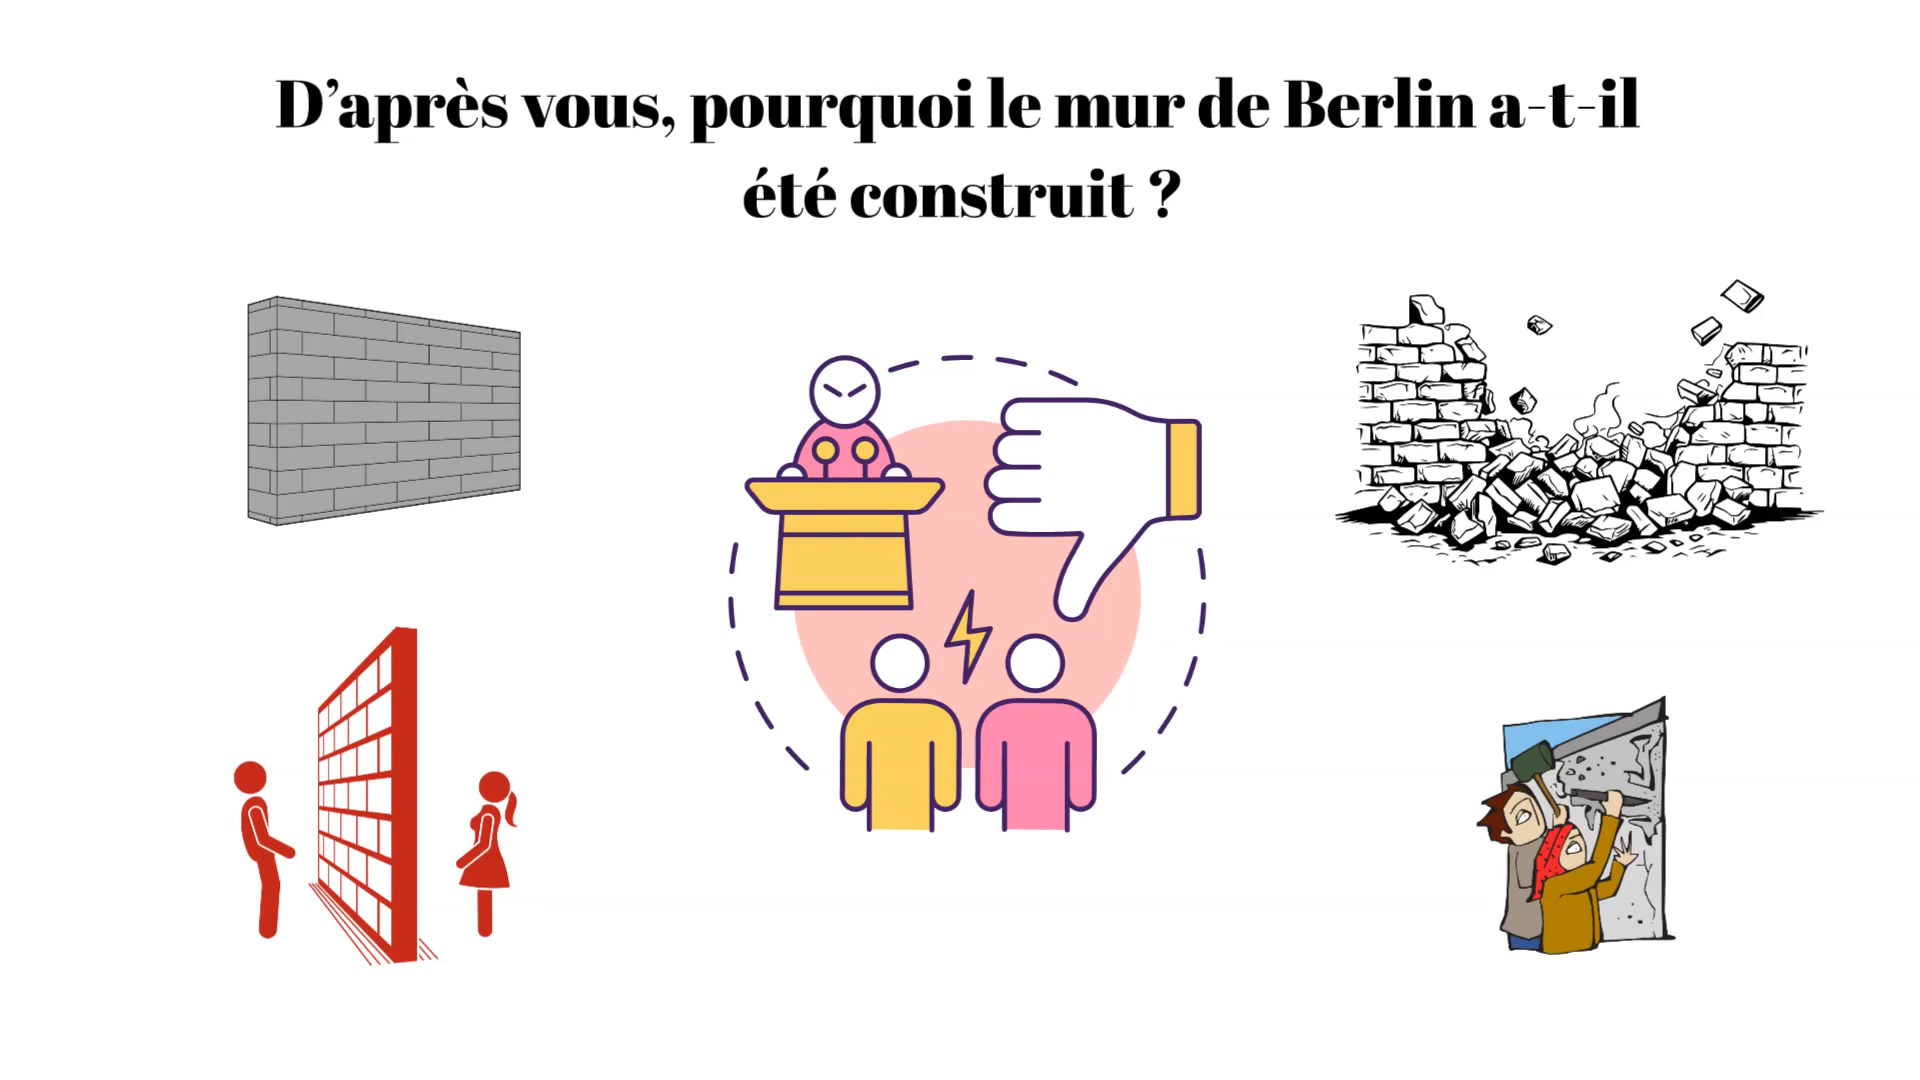 D’après vous, pourquoi le mur de Berlin a-t-il
été construit ?